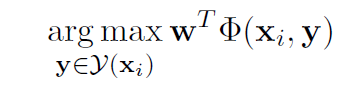 arg max w^T Φ(x_i, y)
y∈𝒴(x_i)